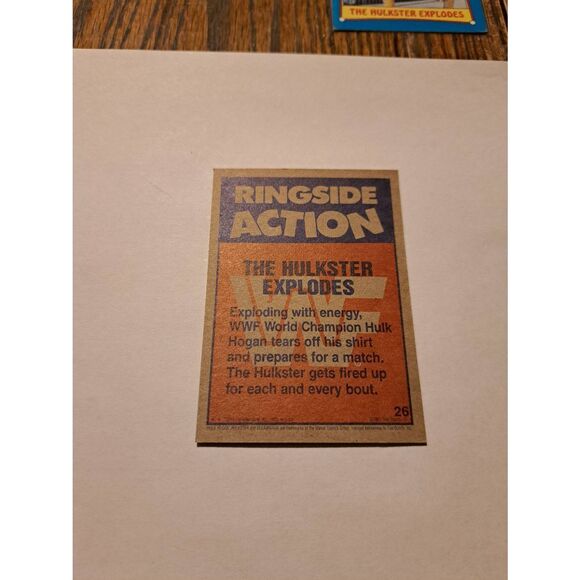 THE HULKSTER EXPLODES
RINGSIDE
ACTION
THE HULKSTER
EXPLODES
WWF
Exploding with energy,
WWF World Champion Hulk
Hogan tears off his shirt
and prepares for a match.
The Hulkster gets fired up
for each and every bout.
26